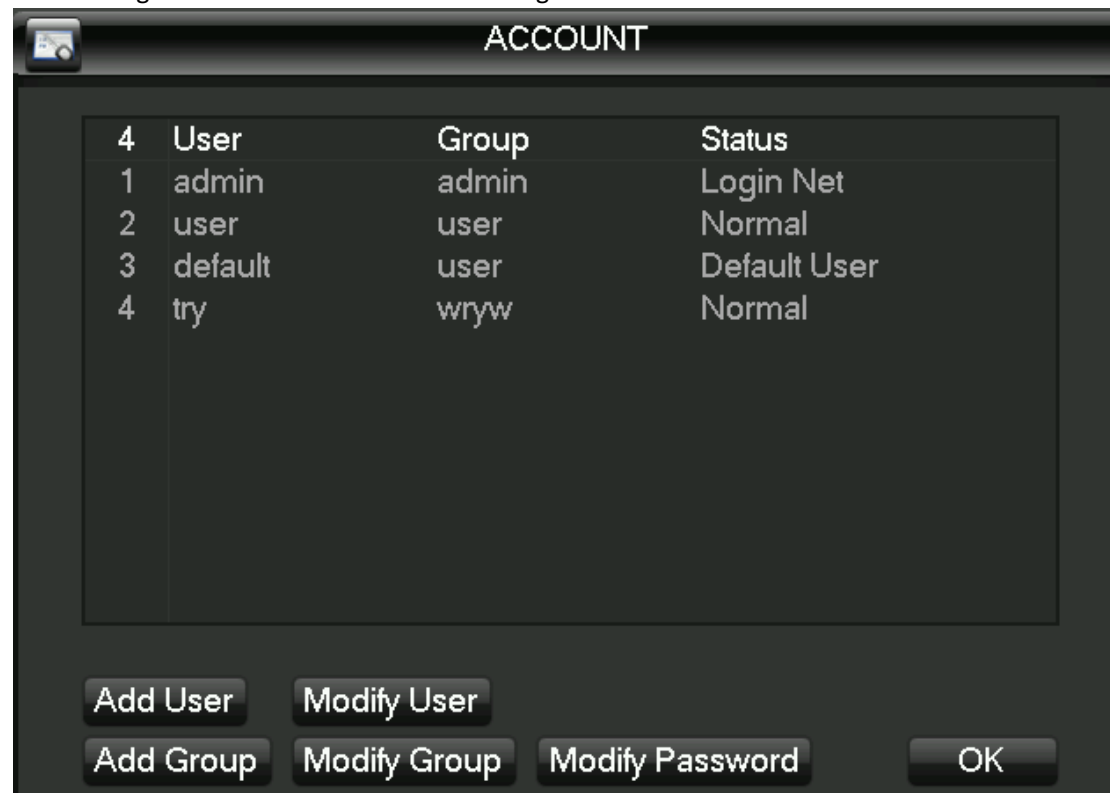 ACCOUNT
4 User Group Status
1 admin admin Login Net
2 user user Normal
3 default user Default User
4 try wryw Normal
Add User Modify User
Add Group Modify Group Modify Password OK